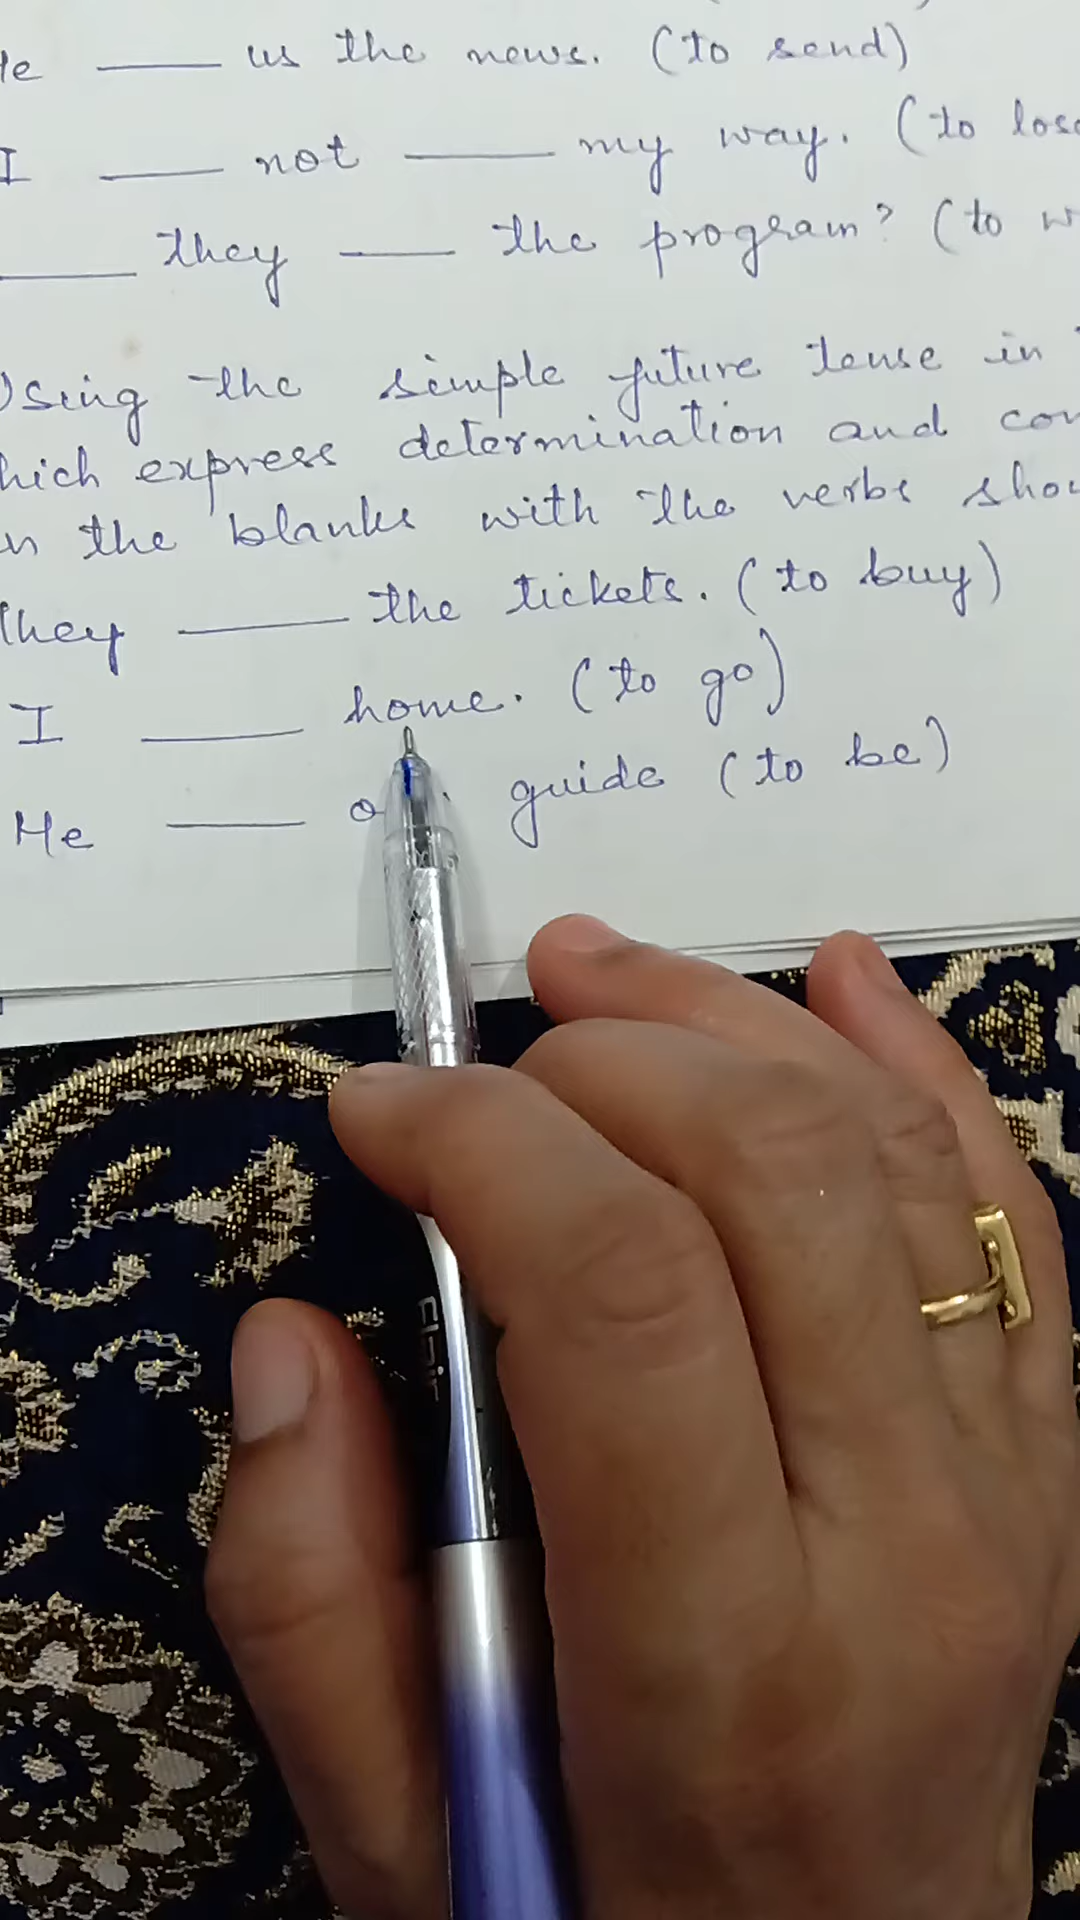 He ____ us the news. (to send)
I ____ not ____ my way. (to lose
____ they ____ the program? (to
Using the simple future tense in
which express determination and
in the blanks with the verbs
They ____ the tickets. (to buy)
I ____ home. (to go)
He ____ guide (to be)